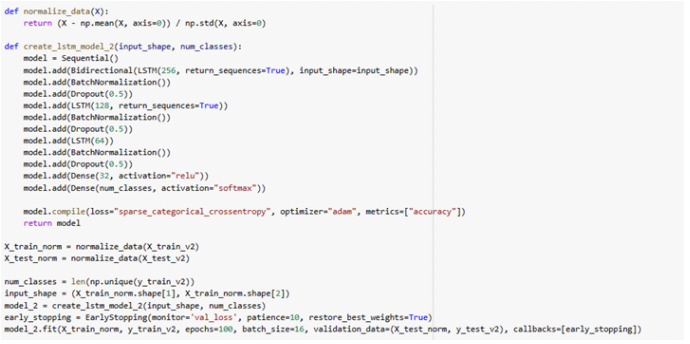 def normalize_data(X):
    return (X - np.mean(X, axis=0)) / np.std(X, axis=0)

def create_lstm_model_2(input_shape, num_classes):
    model = Sequential()
    model.add(Bidirectional(LSTM(256, return_sequences=True), input_shape=input_shape))
    model.add(BatchNormalization())
    model.add(Dropout(0.5))
    model.add(LSTM(128, return_sequences=True))
    model.add(BatchNormalization())
    model.add(Dropout(0.5))
    model.add(LSTM(64))
    model.add(BatchNormalization())
    model.add(Dropout(0.5))
    model.add(Dense(32, activation="relu"))
    model.add(Dense(num_classes, activation="softmax"))

    model.compile(loss="sparse_categorical_crossentropy", optimizer="adam", metrics=["accuracy"])
    return model

X_train_norm = normalize_data(X_train_v2)
X_test_norm = normalize_data(X_test_v2)

num_classes = len(np.unique(y_train_v2))
input_shape = (X_train_norm.shape[1], X_train_norm.shape[2])
model_2 = create_lstm_model_2(input_shape, num_classes)
early_stopping = EarlyStopping(monitor='val_loss', patience=10, restore_best_weights=True)
model_2.fit(X_train_norm, y_train_v2, epochs=100, batch_size=16, validation_data=(X_test_norm, y_test_v2), callbacks=[early_stopping])